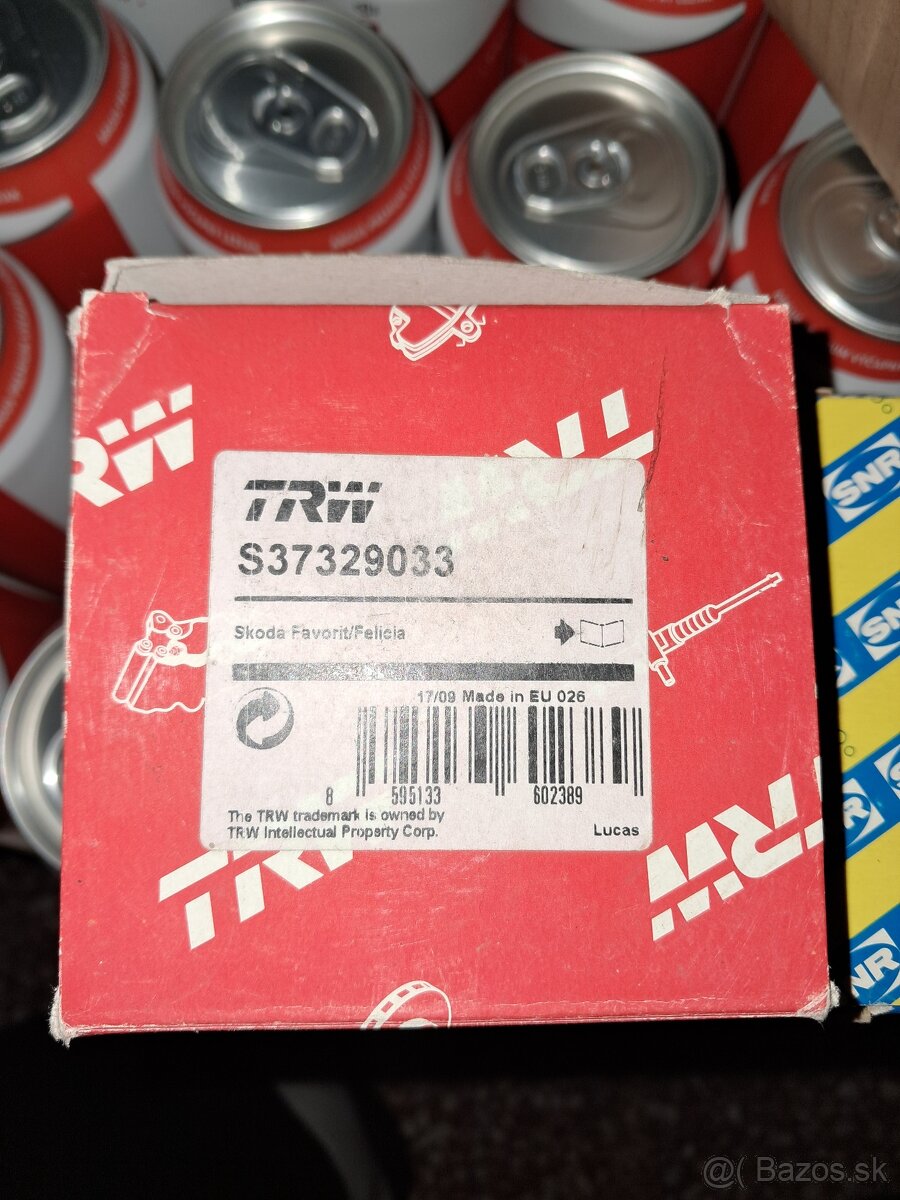 TRW
TRW
TRW
S37329033
Skoda Favorit/Felicia
17/09 Made in EU 026
8 595133 602389
The TRW trademark is owned by
TRW Intellectual Property Corp.
Lucas
TRW
TRW
SNR
SNR
SNR
@( Bazos.sk